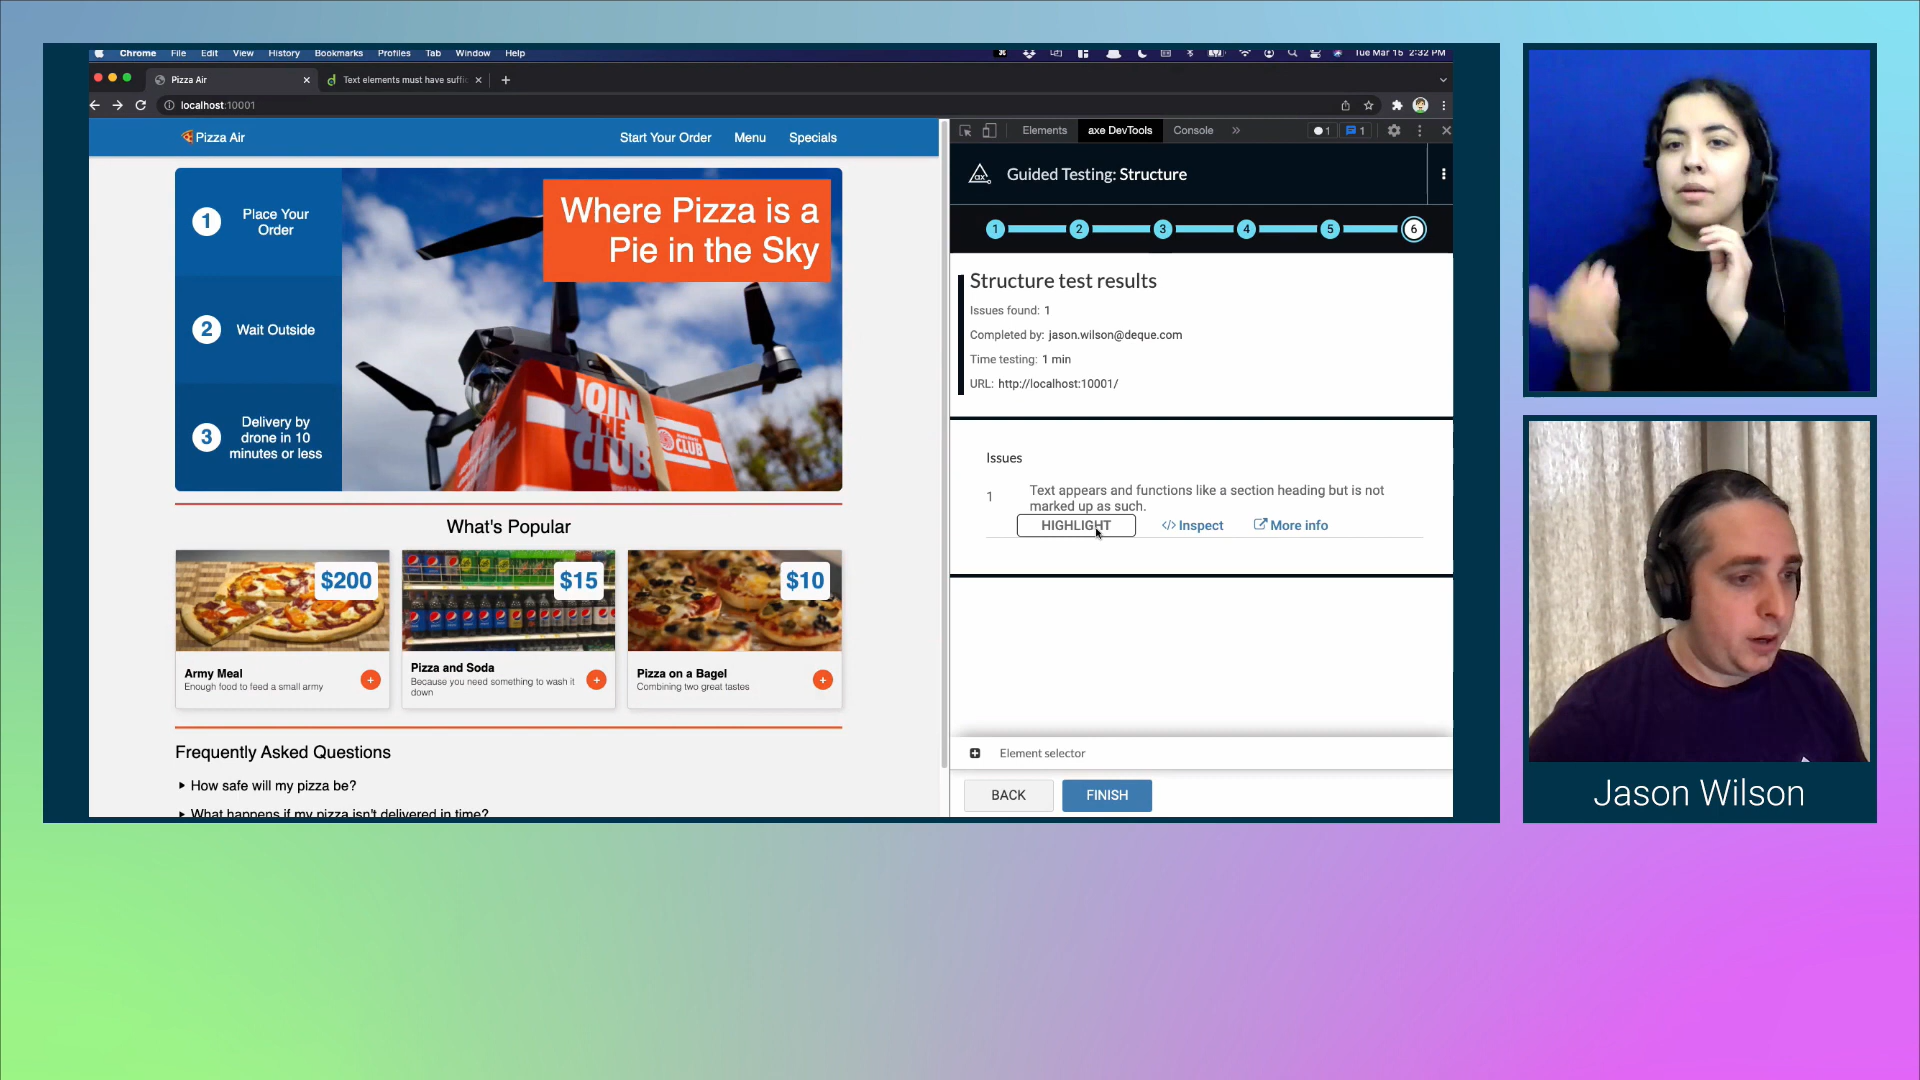 Chrome File Edit View History Bookmarks Profiles Tab Window Help
Tue Mar 15 2:32 PM
Pizza Air
Text elements must have suffic
localhost:10001
Pizza Air
Start Your Order Menu Specials
1 Place Your
Order
2 Wait Outside
3 Delivery by
drone in 10
minutes or less
Where Pizza is a
Pie in the Sky
JOIN
THE
CLUB
CLUB
What's Popular
$200
$15
$10
Army Meal
Enough food to feed a small army
+
Pizza and Soda
Because you need something to wash it
down
+
Pizza on a Bagel
Combining two great tastes
+
Frequently Asked Questions
How safe will my pizza be?
What happens if my pizza isn't delivered in time?
Elements axe DevTools Console » 1 1
Guided Testing: Structure
1 2 3 4 5 6
Structure test results
Issues found: 1
Completed by: jason.wilson@deque.com
Time testing: 1 min
URL: http://localhost:10001/
Issues
1 Text appears and functions like a section heading but is not
marked up as such.
HIGHLIGHT </> Inspect More info
Element selector
BACK FINISH
Jason Wilson